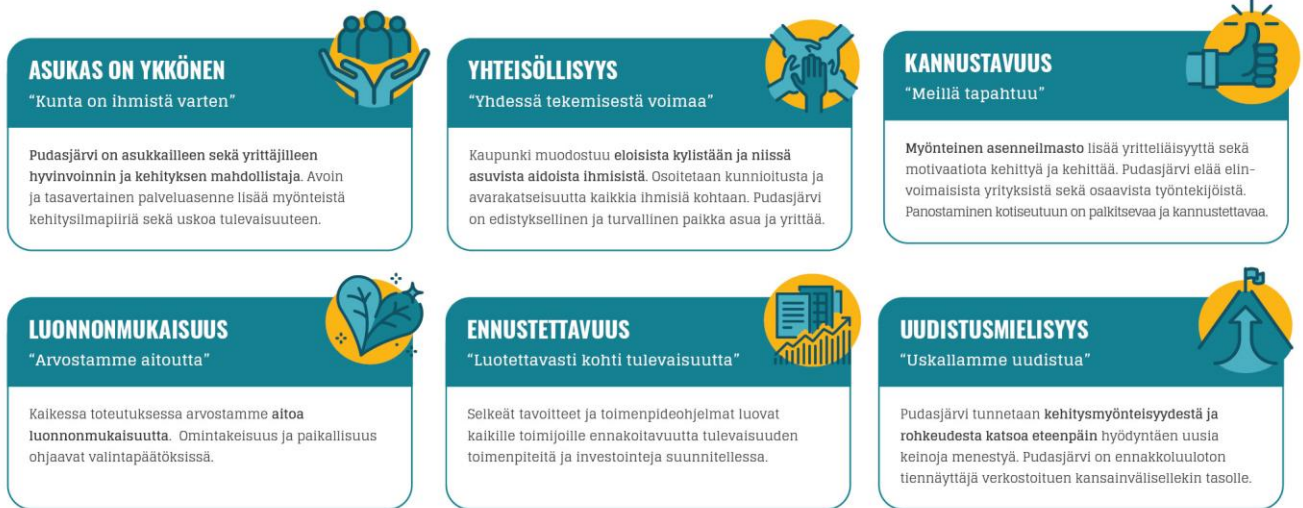 ASUKAS ON YKKÖNEN
“Kunta on ihmistä varten”
Pudasjärvi on asukkailleen sekä yrittäjilleen
hyvinvoinnin ja kehityksen mahdollistaja. Avoin
ja tasavertainen palveluasenne lisää myönteistä
kehitysilmapiiriä sekä uskoa tulevaisuuteen.
YHTEISÖLLISYYS
“Yhdessä tekemisestä voimaa”
Kaupunki muodostuu eloisista kylistään ja niissä
asuvista aidoista ihmisistä. Osoitetaan kunnioitusta ja
avarakatseisuutta kaikkia ihmisiä kohtaan. Pudasjärvi
on edistyksellinen ja turvallinen paikka asua ja yrittää.
KANNUSTAVUUS
“Meillä tapahtuu”
Myönteinen asenneilmasto lisää yritteliäisyyttä sekä
motivaatiota kehittyä ja kehittää. Pudasjärvi elää elin-
voimaisista yrityksistä sekä osaavista työntekijöistä.
Panostaminen kotiseutuun on palkitsevaa ja kannustettavaa.
LUONNONMUKAISUUS
“Arvostamme aitoutta”
Kaikessa toteutuksessa arvostamme aitoa
luonnonmukaisuutta. Omintakeisuus ja paikallisuus
ohjaavat valintapäätöksissä.
ENNUSTETTAVUUS
“Luotettavasti kohti tulevaisuutta”
Selkeät tavoitteet ja toimenpideohjelmat luovat
kaikille toimijoille ennakoitavuutta tulevaisuuden
toimenpiteitä ja investointeja suunnitellessa.
UUDISTUSMIELISYYS
“Uskallamme uudistua”
Pudasjärvi tunnetaan kehitysmyönteisyydestä ja
rohkeudesta katsoa eteenpäin hyödyntäen uusia
keinoja menestyä. Pudasjärvi on ennakkoluuloton
tiennäyttäjä verkostoituen kansainvälisellekin tasolle.